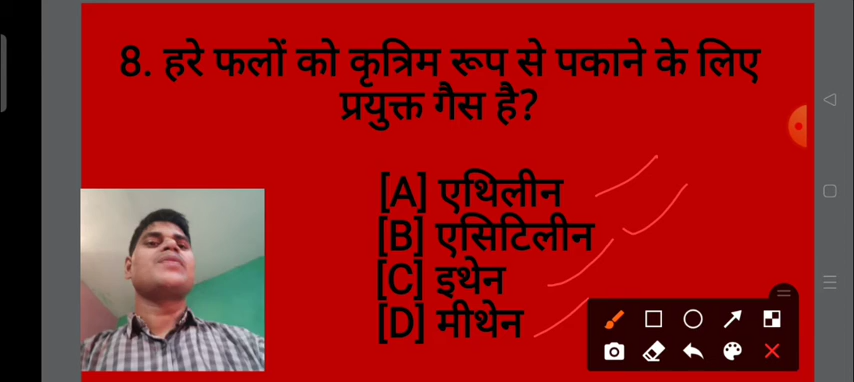 8. हरे फलों को कृत्रिम रूप से पकाने के लिए
प्रयुक्त गैस है?
[A] एथिलीन
[B] एसिटिलीन
[C] इथेन
[D] मीथेन